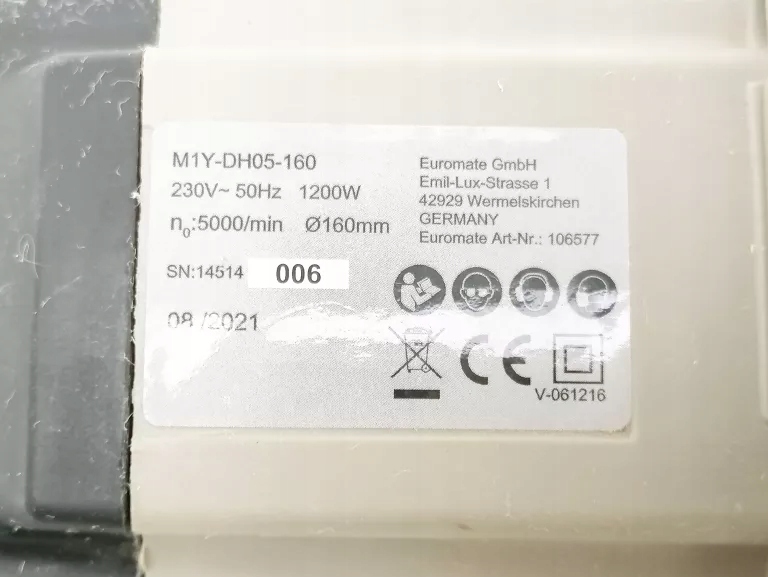 M1Y-DH05-160
230V~ 50Hz 1200W
n0:5000/min Ø160mm
SN:14514 006
08 /2021
Euromate GmbH
Emil-Lux-Strasse 1
42929 Wermelskirchen
GERMANY
Euromate Art-Nr.: 106577
CE
V-061216